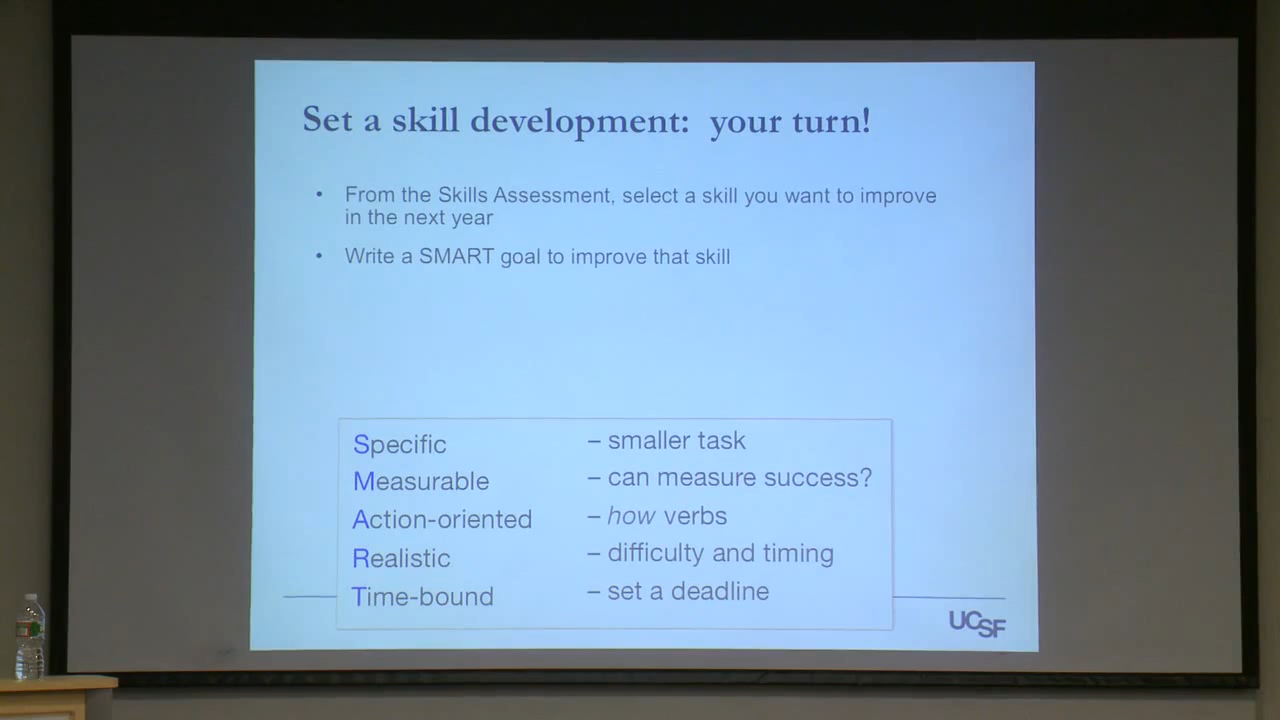 Set a skill development: your turn!
• From the Skills Assessment, select a skill you want to improve
in the next year
• Write a SMART goal to improve that skill
Specific – smaller task
Measurable – can measure success?
Action-oriented – how verbs
Realistic – difficulty and timing
Time-bound – set a deadline
UCSF